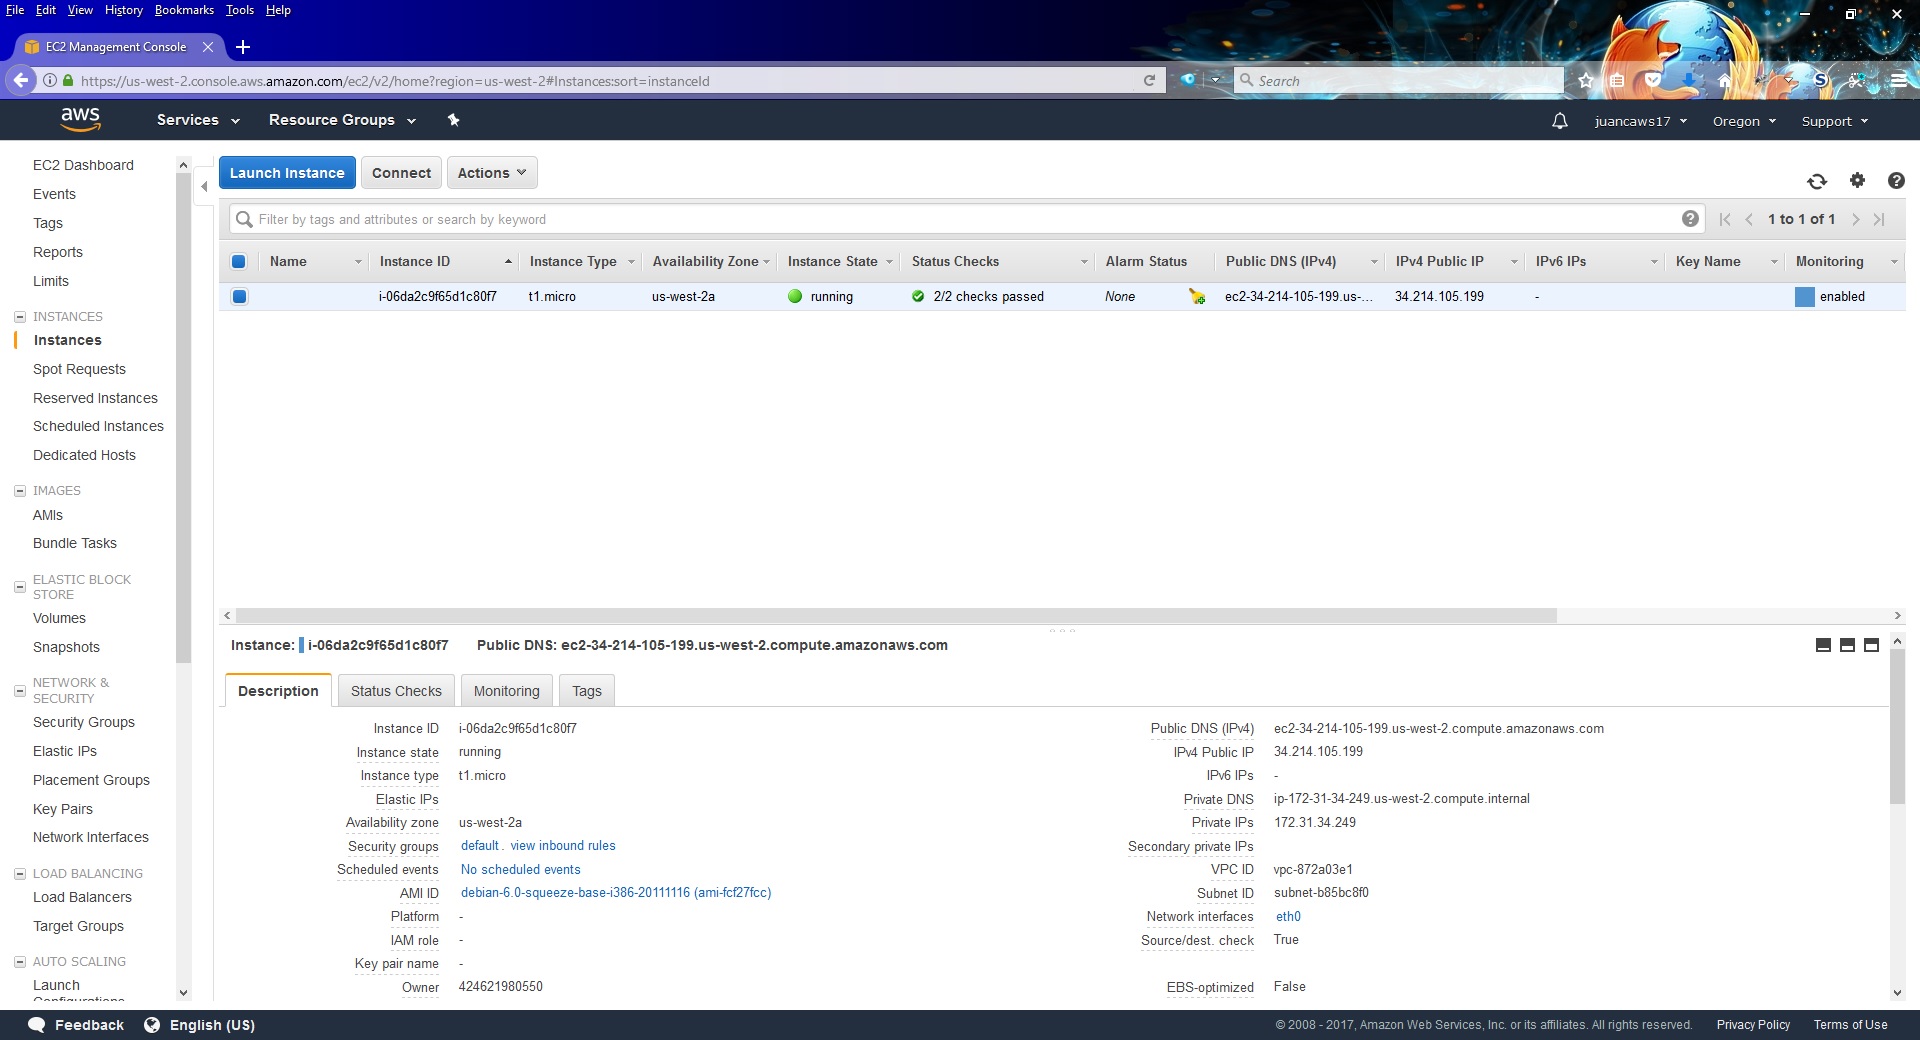 File Edit View History Bookmarks Tools Help
EC2 Management Console
https://us-west-2.console.aws.amazon.com/ec2/v2/home?region=us-west-2#Instances:sort=instanceId
Search
aws Services Resource Groups juancaws17 Oregon Support
EC2 Dashboard
Events
Tags
Reports
Limits
INSTANCES
Instances
Spot Requests
Reserved Instances
Scheduled Instances
Dedicated Hosts
IMAGES
AMIs
Bundle Tasks
ELASTIC BLOCK
STORE
Volumes
Snapshots
NETWORK &
SECURITY
Security Groups
Elastic IPs
Placement Groups
Key Pairs
Network Interfaces
LOAD BALANCING
Load Balancers
Target Groups
AUTO SCALING
Launch
Configurations
Launch Instance Connect Actions
Filter by tags and attributes or search by keyword
1 to 1 of 1
Name Instance ID Instance Type Availability Zone Instance State Status Checks Alarm Status Public DNS (IPv4) IPv4 Public IP IPv6 IPs Key Name Monitoring
i-06da2c9f65d1c80f7 t1.micro us-west-2a running 2/2 checks passed None ec2-34-214-105-199.us-... 34.214.105.199 - enabled
Instance: i-06da2c9f65d1c80f7 Public DNS: ec2-34-214-105-199.us-west-2.compute.amazonaws.com
Description Status Checks Monitoring Tags
Instance ID i-06da2c9f65d1c80f7
Instance state running
Instance type t1.micro
Elastic IPs
Availability zone us-west-2a
Security groups default. view inbound rules
Scheduled events No scheduled events
AMI ID debian-6.0-squeeze-base-i386-20111116 (ami-fcf27fcc)
Platform -
IAM role -
Key pair name -
Owner 424621980550
Public DNS (IPv4) ec2-34-214-105-199.us-west-2.compute.amazonaws.com
IPv4 Public IP 34.214.105.199
IPv6 IPs -
Private DNS ip-172-31-34-249.us-west-2.compute.internal
Private IPs 172.31.34.249
Secondary private IPs
VPC ID vpc-872a03e1
Subnet ID subnet-b85bc8f0
Network interfaces eth0
Source/dest. check True
EBS-optimized False
Feedback English (US)
© 2008 - 2017, Amazon Web Services, Inc. or its affiliates. All rights reserved. Privacy Policy Terms of Use